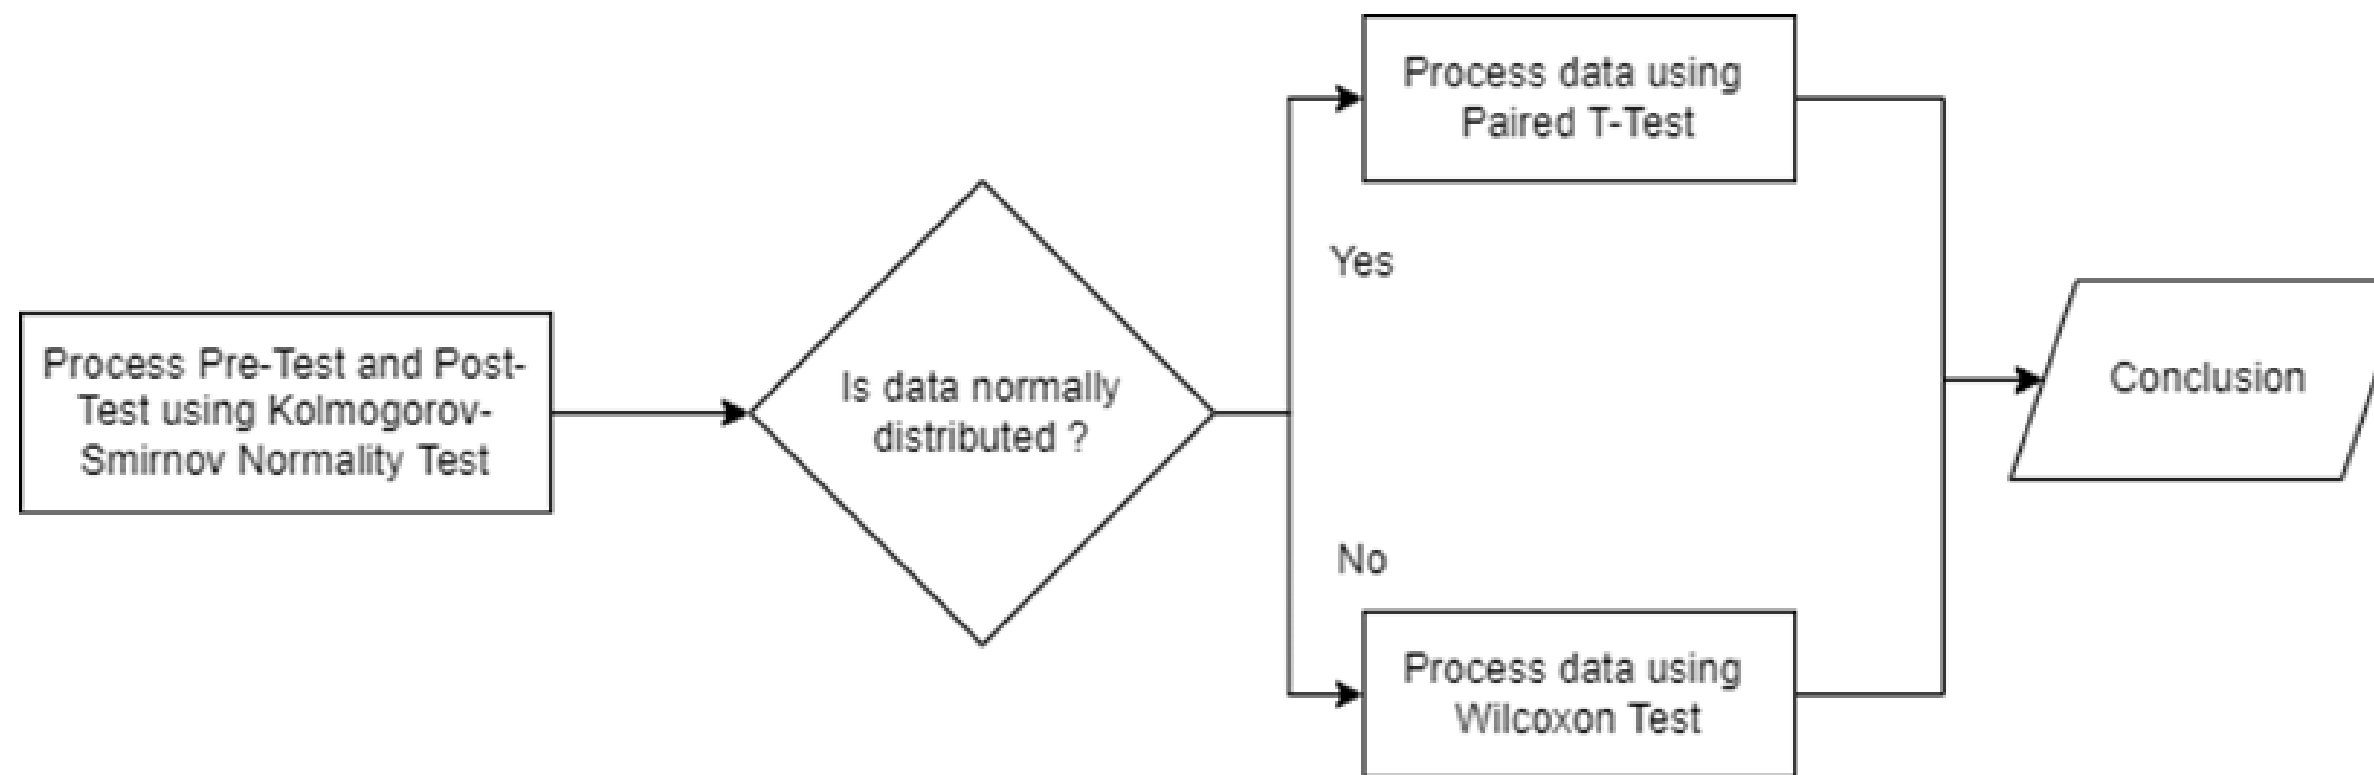 Process Pre-Test and Post-
Test using Kolmogorov-
Smirnov Normality Test
Is data normally
distributed ?
Yes
Process data using
Paired T-Test
No
Process data using
Wilcoxon Test
Conclusion